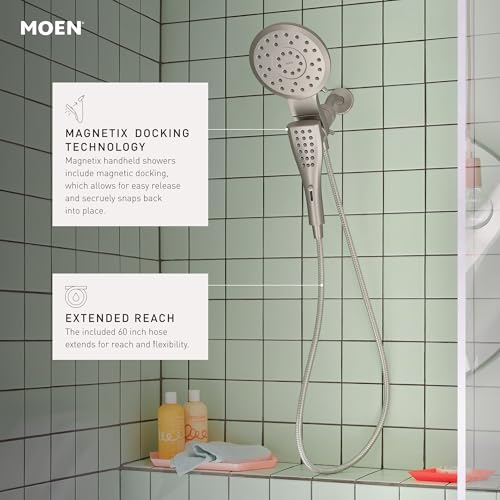 MOEN
MAGNETIX DOCKING
TECHNOLOGY
Magnetix handheld showers
include magnetic docking,
which allows for easy release
and secruely snaps back
into place.
EXTENDED REACH
The included 60 inch hose
extends for reach and flexibility.